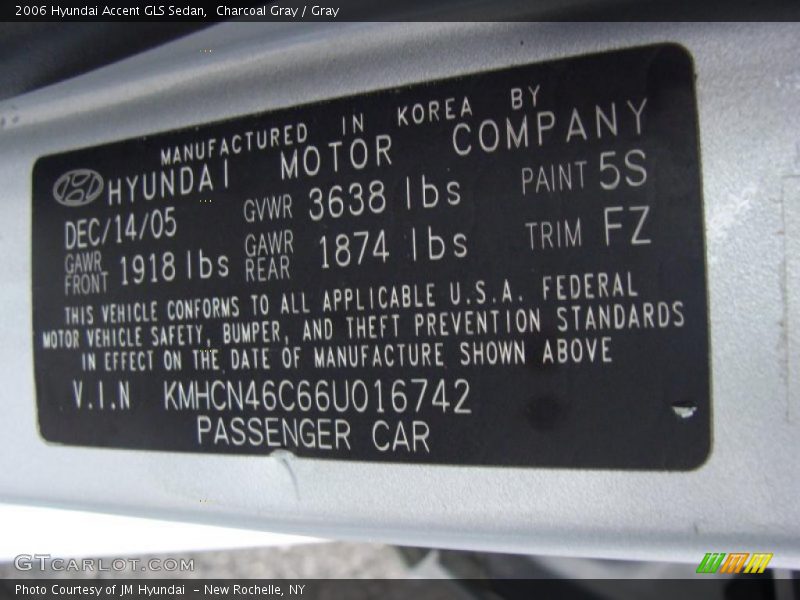 2006 Hyundai Accent GLS Sedan,  Charcoal Gray / Gray
MANUFACTURED IN KOREA BY
HYUNDAI MOTOR COMPANY
DEC/14/05 GVWR 3638 lbs PAINT 5S
GAWR FRONT 1918 lbs GAWR REAR 1874 lbs TRIM FZ
THIS VEHICLE CONFORMS TO ALL APPLICABLE U.S.A. FEDERAL
MOTOR VEHICLE SAFETY, BUMPER, AND THEFT PREVENTION STANDARDS
IN EFFECT ON THE DATE OF MANUFACTURE SHOWN ABOVE
V.I.N KMHCN46C66U016742
PASSENGER CAR
GTCarLot.com
Photo Courtesy of JM Hyundai - New Rochelle, NY